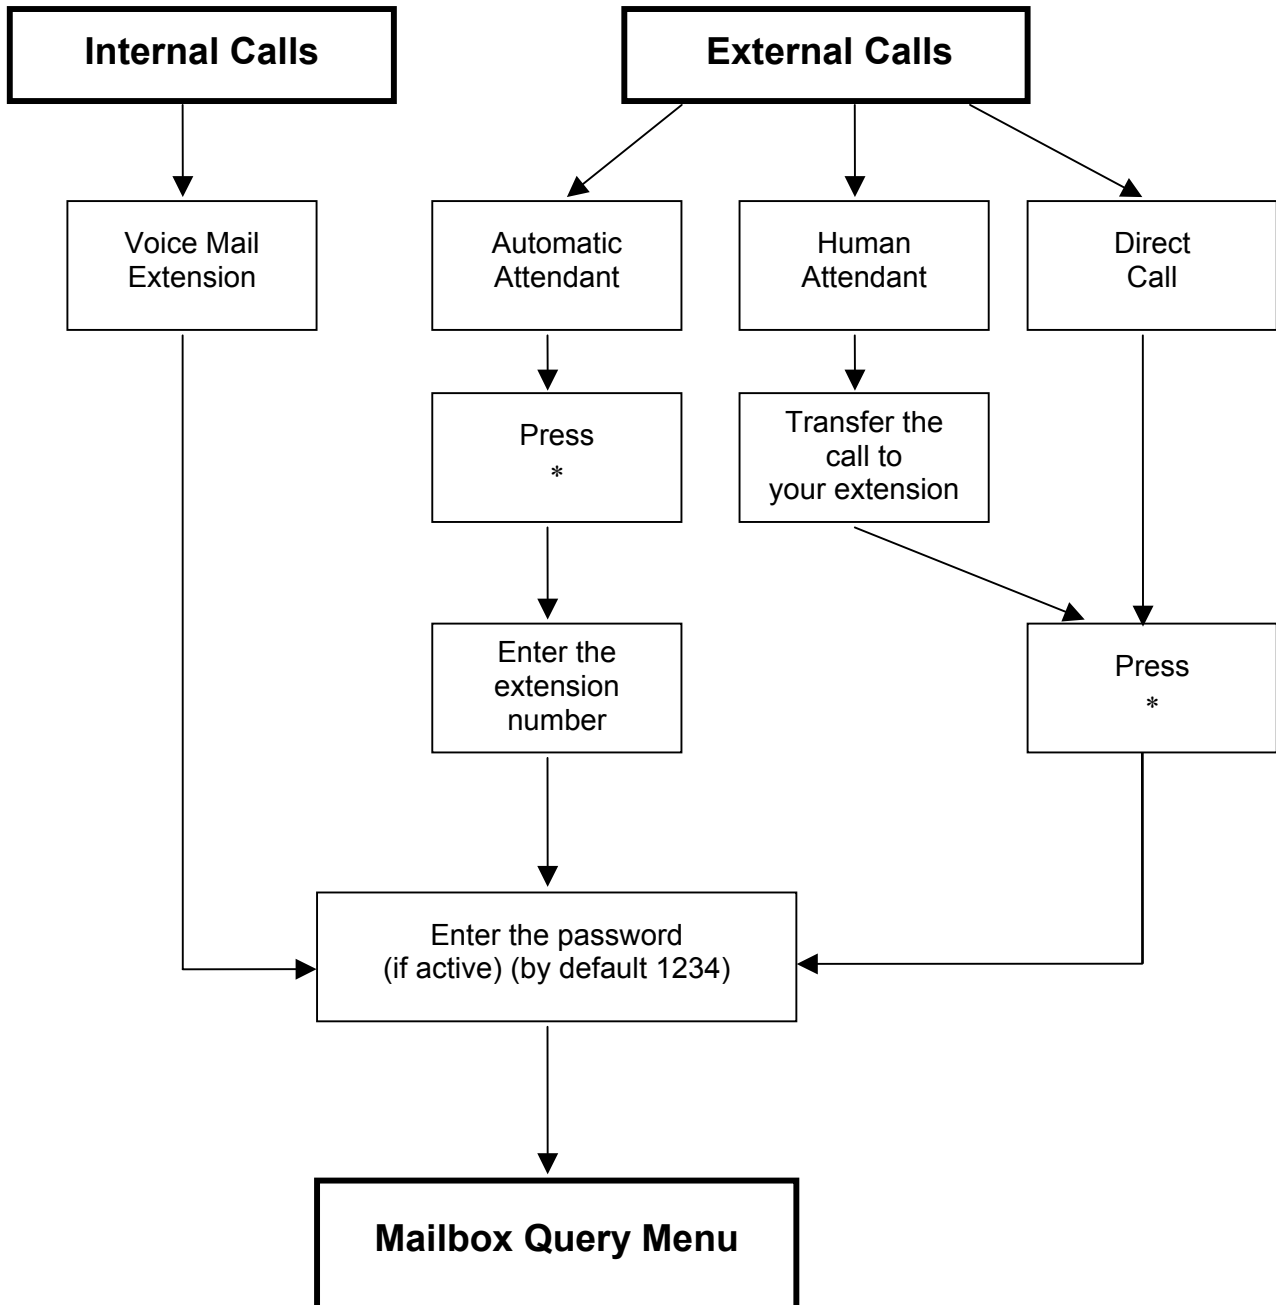 Internal Calls
External Calls
Voice Mail
Extension
Automatic
Attendant
Human
Attendant
Direct
Call
Press
*
Transfer the
call to
your extension
Enter the
extension
number
Press
*
Enter the password
(if active) (by default 1234)
Mailbox Query Menu